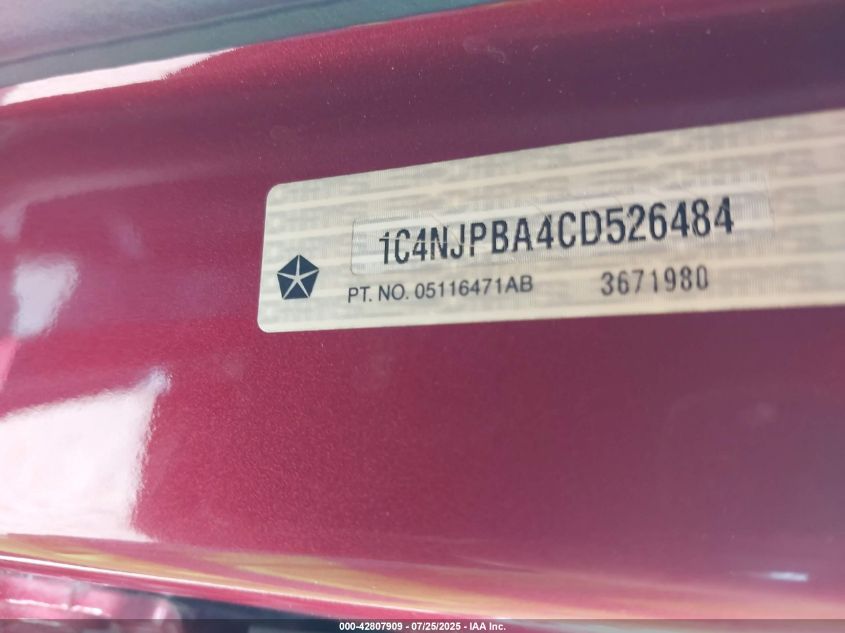 1C4NJPBA4CD526484
PT. NO. 05116471AB 3671980
000-42807909 - 07/25/2025 - IAA Inc.